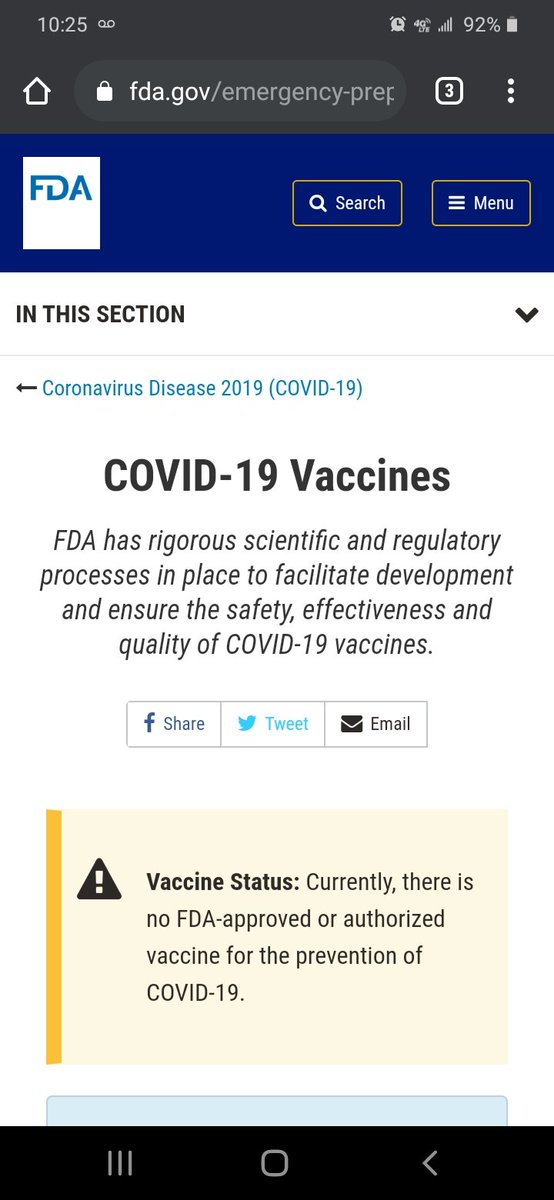 10:25
4G LTE 92%
fda.gov/emergency-prep
3
FDA
Search
Menu
IN THIS SECTION
Coronavirus Disease 2019 (COVID-19)
COVID-19 Vaccines
FDA has rigorous scientific and regulatory
processes in place to facilitate development
and ensure the safety, effectiveness and
quality of COVID-19 vaccines.
Share
Tweet
Email
Vaccine Status: Currently, there is
no FDA-approved or authorized
vaccine for the prevention of
COVID-19.